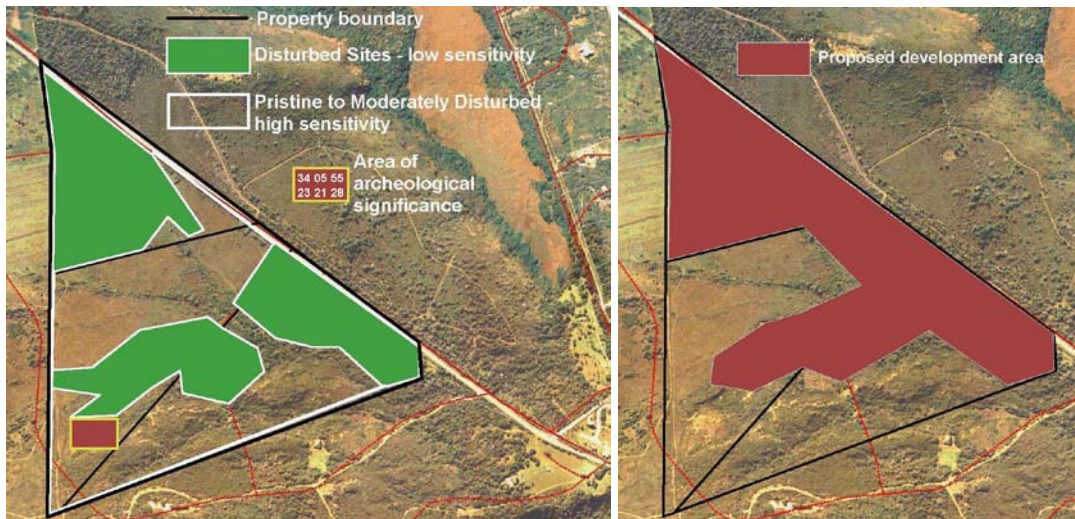 Property boundary
Disturbed Sites - low sensitivity
Pristine to Moderately Disturbed -
high sensitivity
34 05 55
23 21 28
Area of
archeological
significance
Proposed development area